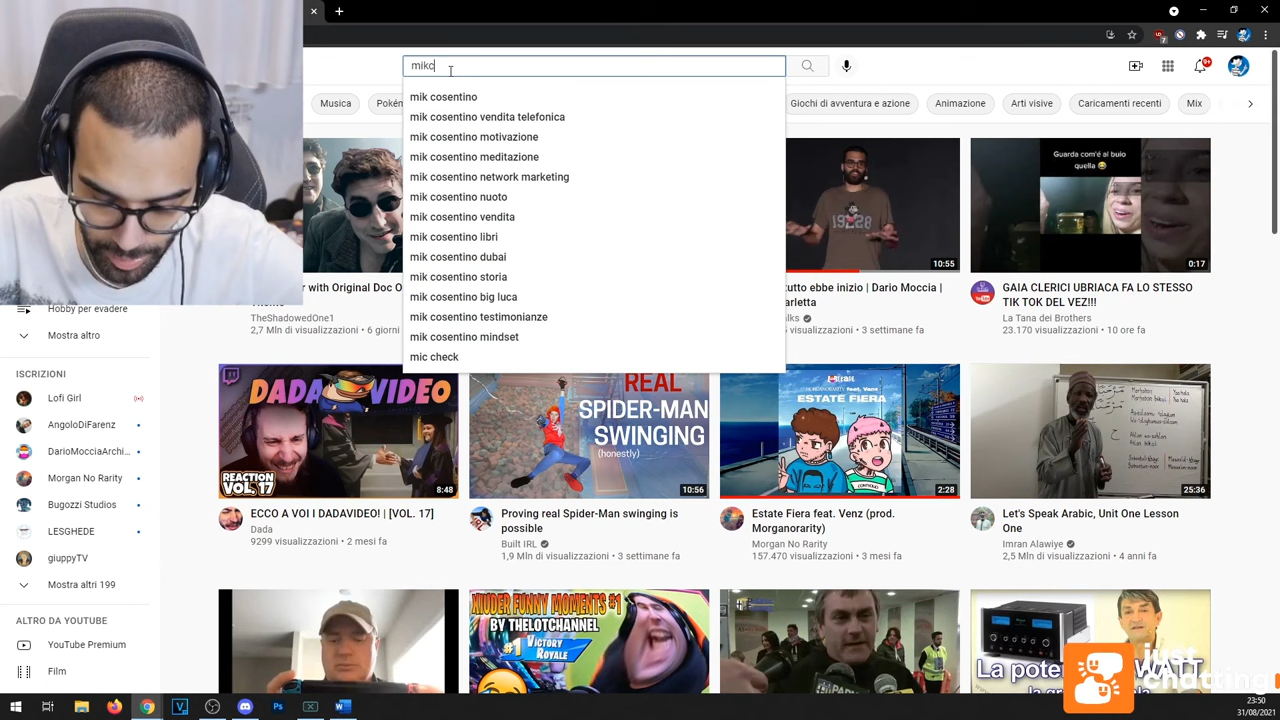 mikc
9+
mik cosentino
mik cosentino vendita telefonica
mik cosentino motivazione
mik cosentino meditazione
mik cosentino network marketing
mik cosentino nuoto
mik cosentino vendita
mik cosentino libri
mik cosentino dubai
mik cosentino storia
mik cosentino big luca
mik cosentino testimonianze
mik cosentino mindset
mic check
Musica
Giochi di avventura e azione
Animazione
Arti visive
Caricamenti recenti
Mix
19228
10:55
Guarda com'é al buio
quella
0:17
with Original Doc O
TheShadowedOne1
2,7 Mln di visualizzazioni • 6 giorni
tutto ebbe inizio | Dario Moccia |
visualizzazioni • 3 settimane fa
GAIA CLERICI UBRIACA FA LO STESSO
TIK TOK DEL VEZ!!!
La Tana dei Brothers
23.170 visualizzazioni • 10 ore fa
Hobby per evadere
Mostra altro
ISCRIZIONI
Lofi Girl
AngoloDiFarenz
DarioMocciaArchi...
Morgan No Rarity
Bugozzi Studios
LESGHEDE
giuppyTV
Mostra altri 199
ALTRO DA YOUTUBE
YouTube Premium
Film
DADA VIDEO
REACTION
VOL. 17
8:48
ECCO A VOI I DADAVIDEO! | [VOL. 17]
Dada
9299 visualizzazioni • 2 mesi fa
REAL
SPIDER-MAN
SWINGING
(honestly)
10:56
Proving real Spider-Man swinging is
possible
Built IRL
1,9 Mln di visualizzazioni • 3 settimane fa
MORGANORARITY feat. Venz
ESTATE FIERA
2:28
Estate Fiera feat. Venz (prod.
Morganorarity)
Morgan No Rarity
157.470 visualizzazioni • 3 mesi fa
25:36
Let's Speak Arabic, Unit One Lesson
One
Imran Alawiye
2,5 Mln di visualizzazioni • 4 anni fa
XIUDER FUNNY MOMENTS #1
BY THELOTCHANNEL
#1 VICTORY
ROYALE
La poten WATT
just
chatting
23:50
31/08/2021